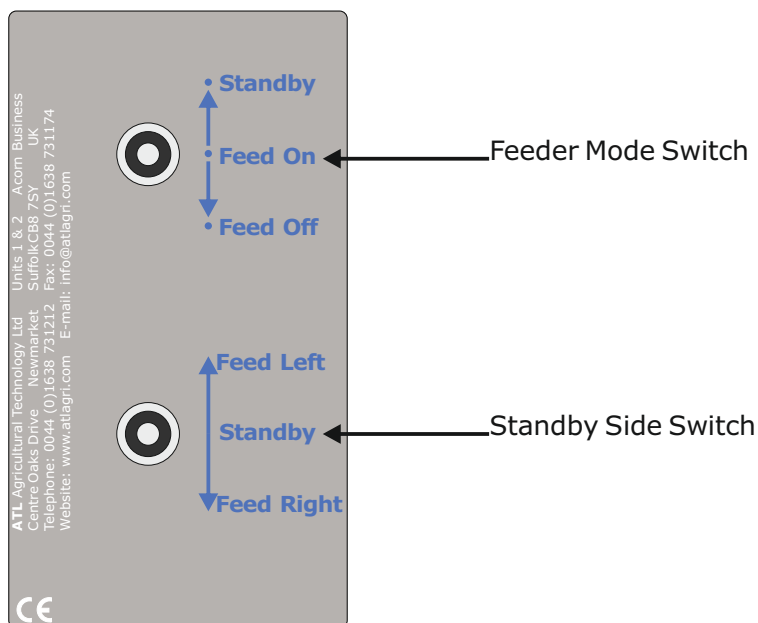 Standby
Feed On
Feeder Mode Switch
Feed Off
Feed Left
Standby
Standby Side Switch
Feed Right
ATL Agricultural Technology Ltd Units 1 & 2 Acorn Business
Centre Oaks Drive Newmarket SuffolkCB8 7SY UK
Telephone: 0044 (0)1638 731212 Fax: 0044 (0)1638 731174
Website: www.atlagri.com E-mail: info@atlagri.com
CE